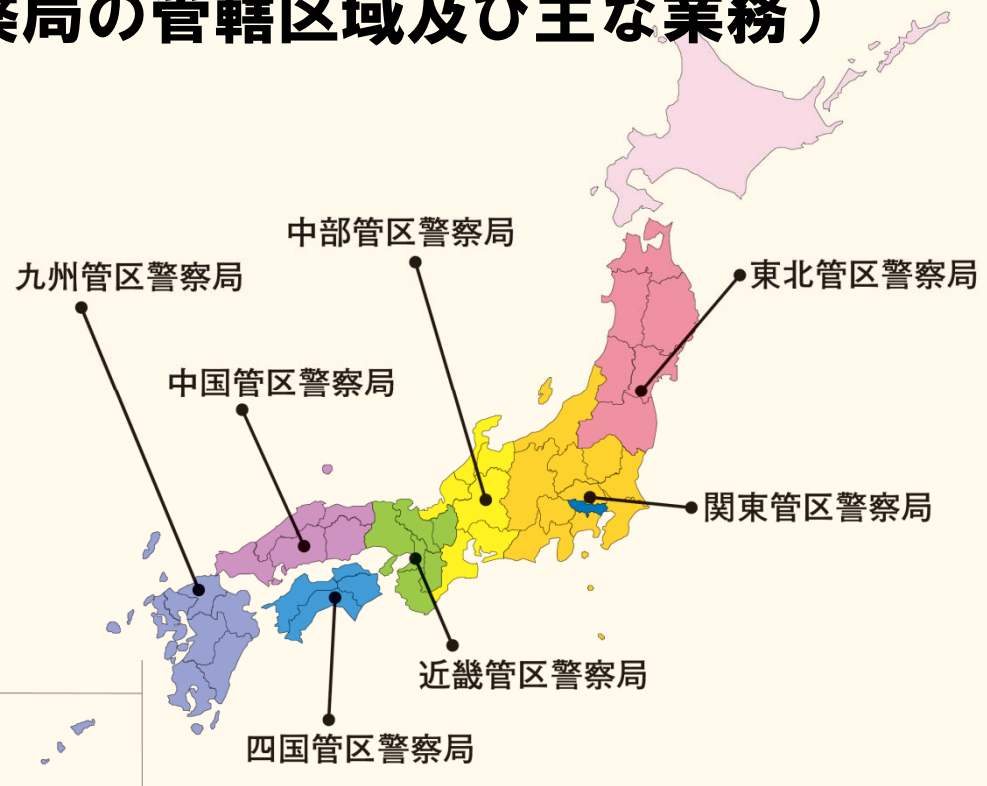 察局の管轄区域及び主な業務）
中部管区警察局
九州管区警察局
東北管区警察局
中国管区警察局
関東管区警察局
近畿管区警察局
四国管区警察局